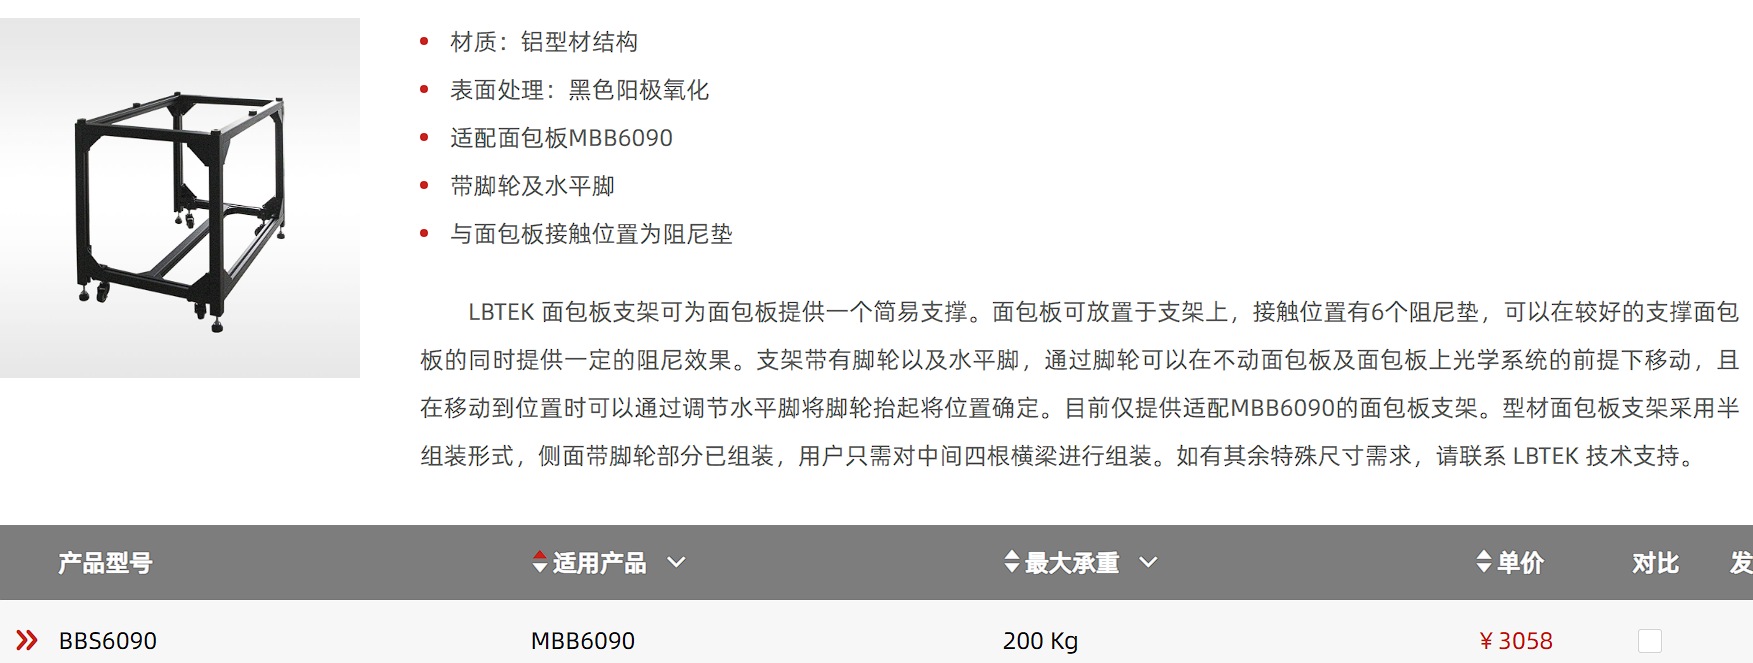 材质：铝型材结构
表面处理：黑色阳极氧化
适配面包板MBB6090
带脚轮及水平脚
与面包板接触位置为阻尼垫
LBTEK 面包板支架可为面包板提供一个简易支撑。面包板可放置于支架上，接触位置有6个阻尼垫，可以在较好的支撑面包
板的同时提供一定的阻尼效果。支架带有脚轮以及水平脚，通过脚轮可以在不动面包板及面包板上光学系统的前提下移动，且
在移动到位置时可以通过调节水平脚将脚轮抬起将位置确定。目前仅提供适配MBB6090的面包板支架。型材面包板支架采用半
组装形式，侧面带脚轮部分已组装，用户只需对中间四根横梁进行组装。如有其余特殊尺寸需求，请联系 LBTEK 技术支持。
产品型号 适用产品 最大承重 单价 对比 发
BBS6090 MBB6090 200 Kg ¥ 3058